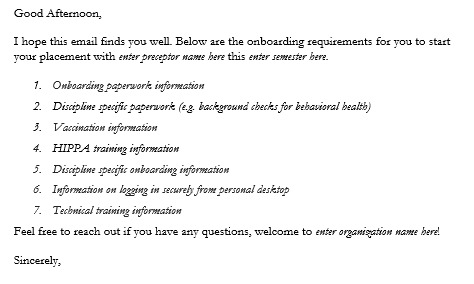 Good Afternoon,
I hope this email finds you well. Below are the onboarding requirements for you to start
your placement with enter preceptor name here this enter semester here.
1. Onboarding paperwork information
2. Discipline specific paperwork (e.g. background checks for behavioral health)
3. Vaccination information
4. HIPPA training information
5. Discipline specific onboarding information
6. Information on logging in securely from personal desktop
7. Technical training information
Feel free to reach out if you have any questions, welcome to enter organization name here!
Sincerely,